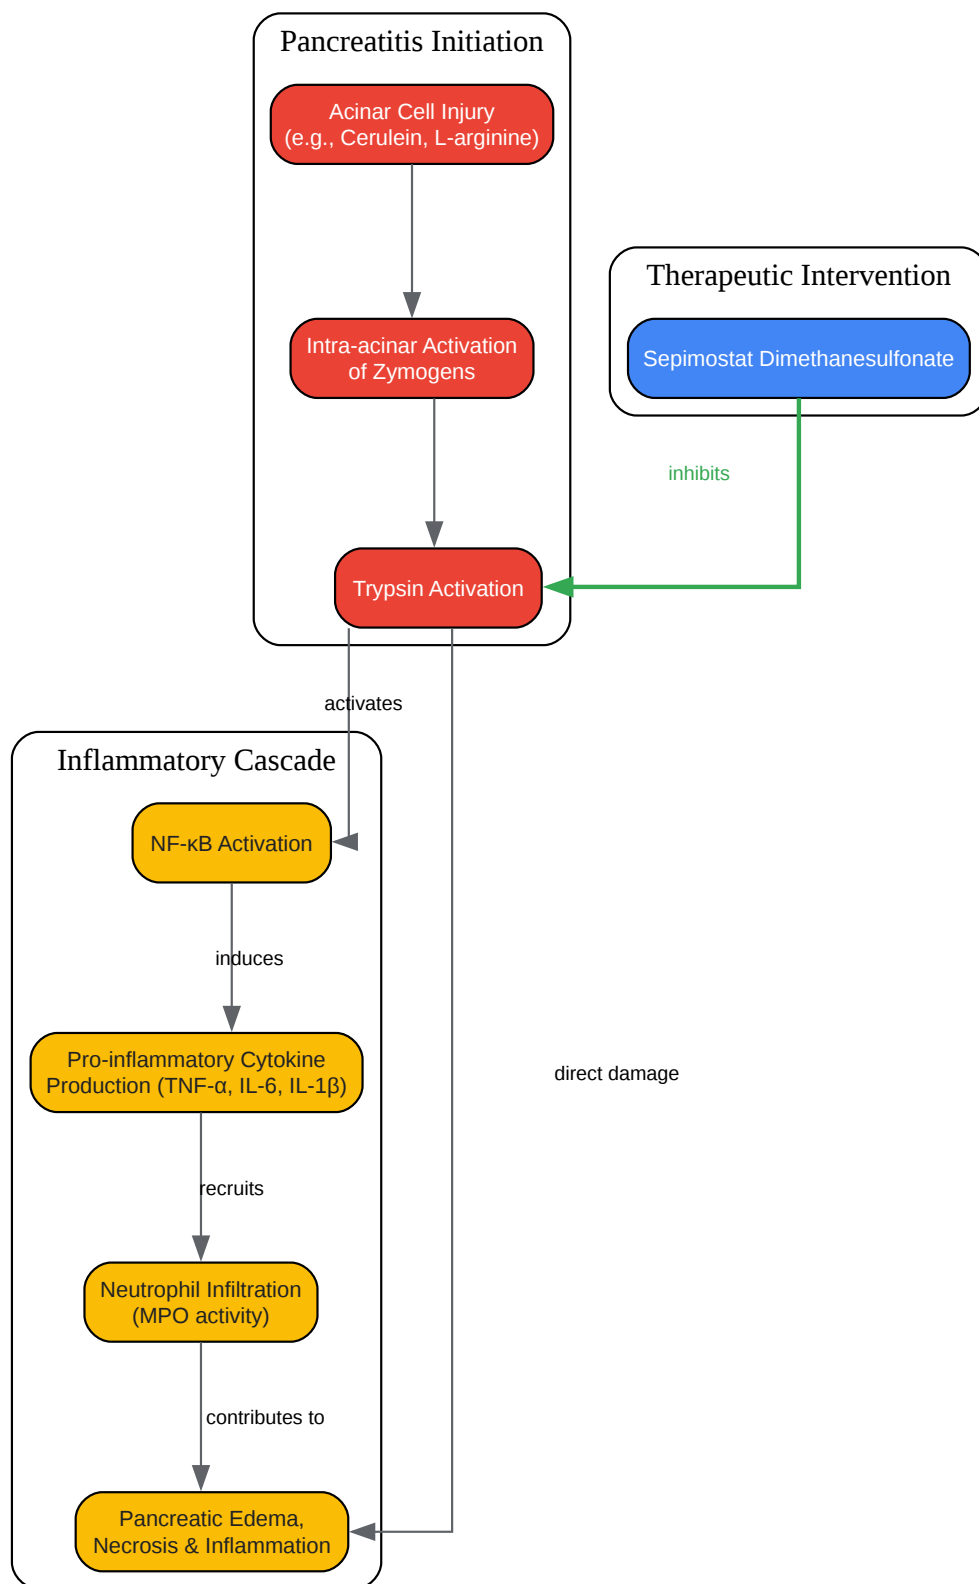 Pancreatitis Initiation
Acinar Cell Injury
(e.g., Cerulein, L-arginine)
Intra-acinar Activation
of Zymogens
Trypsin Activation
Therapeutic Intervention
Sepimostat Dimethanesulfonate
inhibits
activates
Inflammatory Cascade
NF-κB Activation
induces
Pro-inflammatory Cytokine
Production (TNF-α, IL-6, IL-1β)
recruits
Neutrophil Infiltration
(MPO activity)
contributes to
Pancreatic Edema,
Necrosis & Inflammation
direct damage